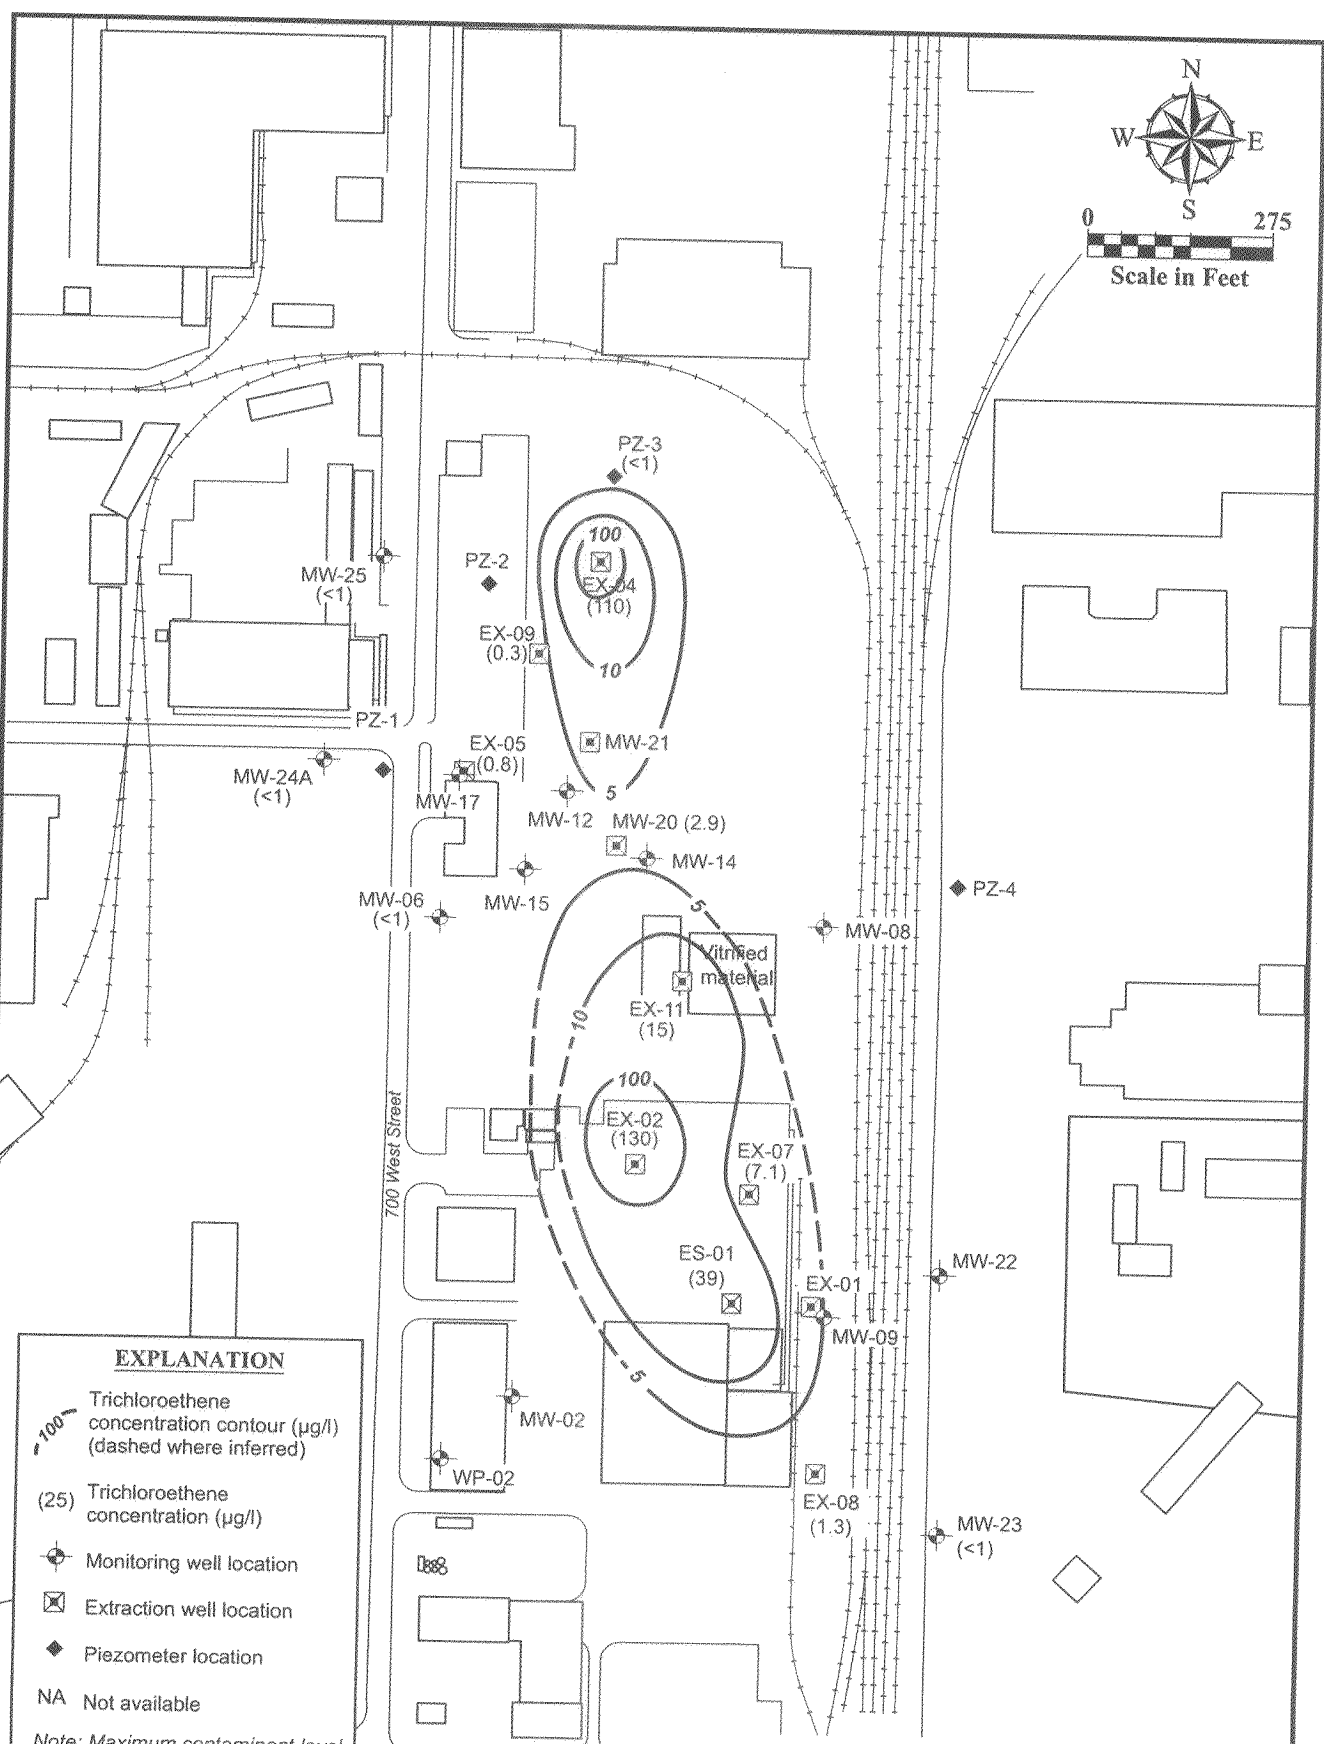 N
W E
S
0 275
Scale in Feet
PZ-3
(<1)
100
EX-04
(110)
PZ-2
MW-25
(<1)
EX-09
(0.3)
10
PZ-1
EX-05
(0.8)
MW-21
MW-24A
(<1)
MW-17
5
MW-12
MW-20 (2.9)
MW-14
MW-06
(<1)
MW-15
PZ-4
5
MW-08
Vitrified
material
EX-11
(15)
10
100
EX-02
(130)
700 West Street
EX-07
(7.1)
ES-01
(39)
MW-22
EX-01
MW-09
5
MW-02
WP-02
EX-08
(1.3)
MW-23
(<1)
EXPLANATION
100
Trichloroethene
concentration contour (µg/l)
(dashed where inferred)
(25) Trichloroethene
concentration (µg/l)
Monitoring well location
Extraction well location
Piezometer location
NA Not available
Note: Maximum contaminant level